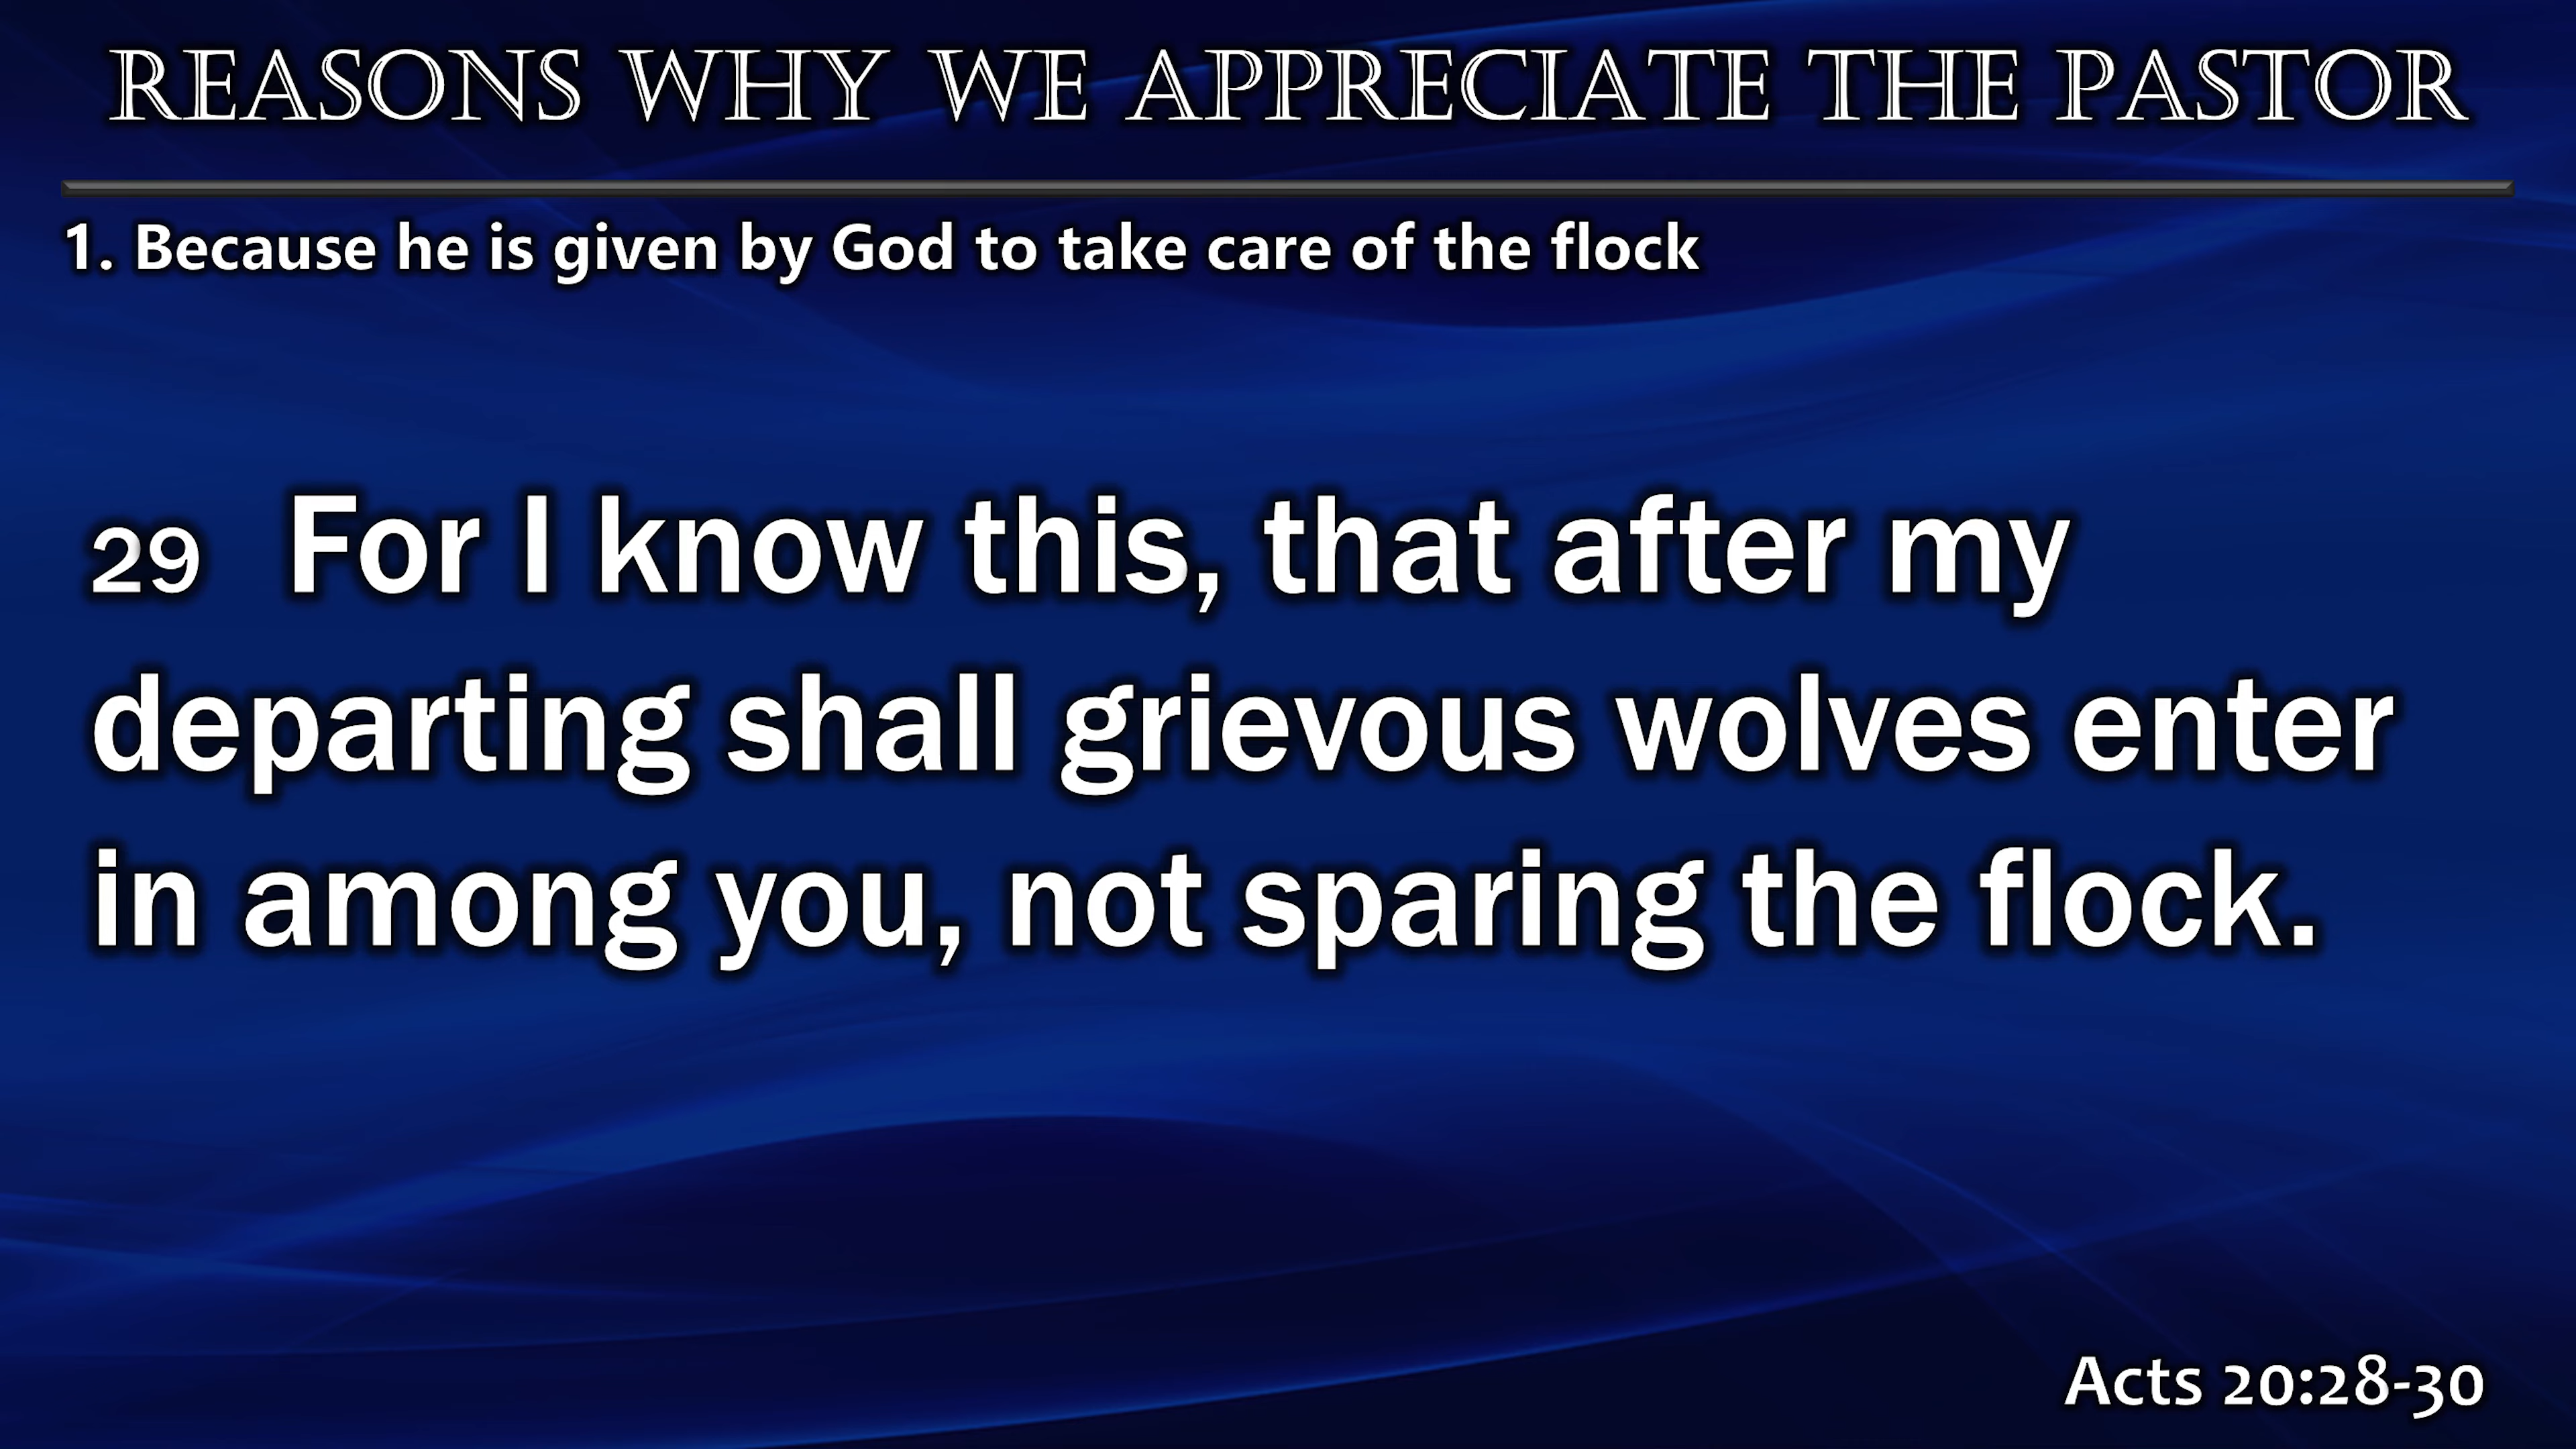 REASONS WHY WE APPRECIATE THE PASTOR
1. Because he is given by God to take care of the flock
29 For I know this, that after my
departing shall grievous wolves enter
in among you, not sparing the flock.
Acts 20:28-30